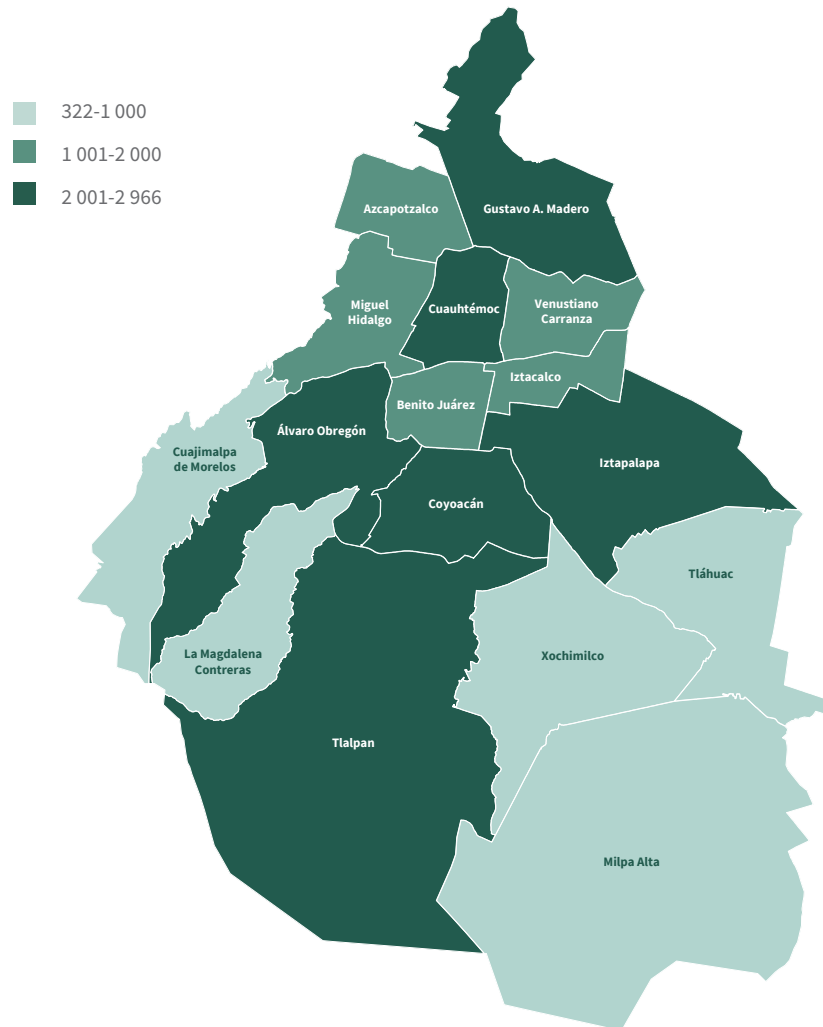 322-1 000
1 001-2 000
2 001-2 966
Azcapotzalco
Gustavo A. Madero
Miguel
Hidalgo
Cuauhtémoc
Venustiano
Carranza
Iztacalco
Benito Juárez
Álvaro Obregón
Cuajimalpa
de Morelos
Iztapalapa
Coyoacán
Tláhuac
La Magdalena
Contreras
Xochimilco
Tlalpan
Milpa Alta